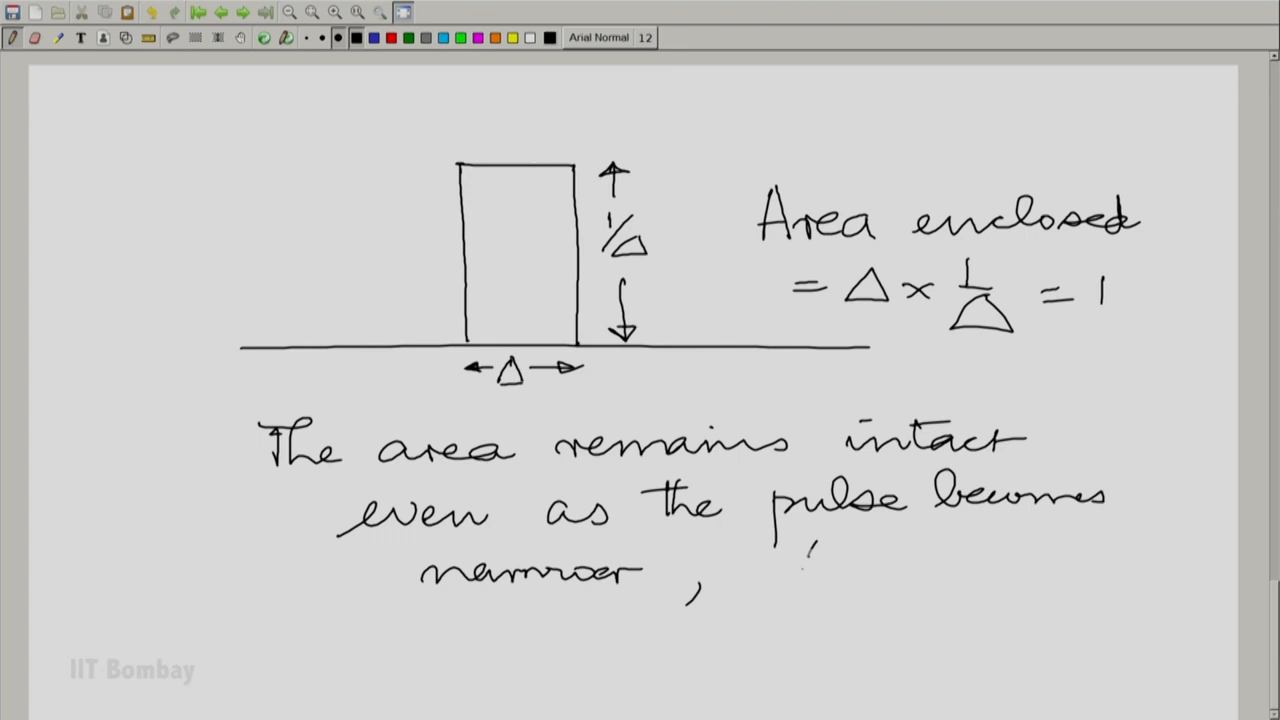 Arial Normal 12
1/Δ
Area enclosed
= Δ × 1/Δ = 1
Δ
The area remains intact
even as the pulse becomes
narrower,
IIT Bombay